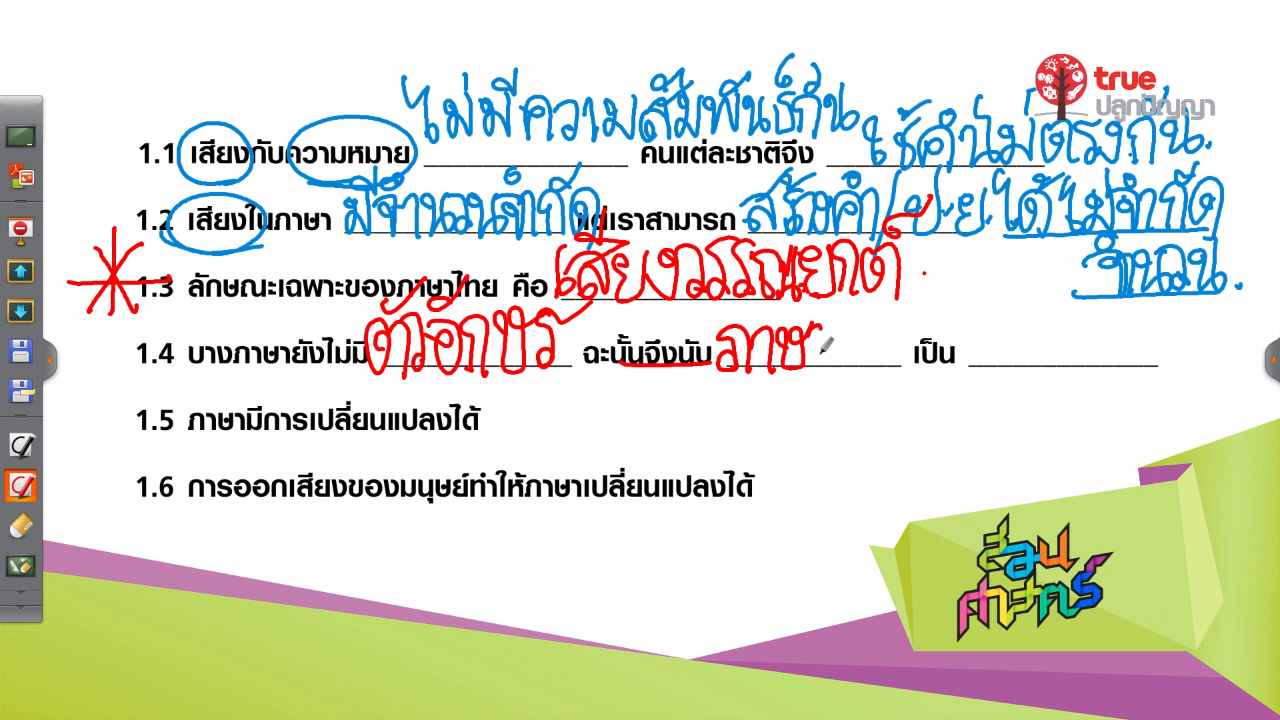 true
ปลูกปัญญา
1.1 เสียงกับความหมาย ไม่มีความสัมพันธ์กัน คนแต่ละชาติจึง ใช้คำไม่ตรงกัน.
1.2 เสียงในภาษา มีจำนวนจำกัด แต่เราสามารถ สร้างคำ/ป.ย. ได้ไม่จำกัด
จำนวน.
1.3 ลักษณะเฉพาะของภาษาไทย คือ เสียงวรรณยุกต์.
1.4 บางภาษายังไม่มี ตัวอักษร ฉะนั้นจึงนับ ภาษ เป็น
1.5 ภาษามีการเปลี่ยนแปลงได้
1.6 การออกเสียงของมนุษย์ทำให้ภาษาเปลี่ยนแปลงได้
สอน
ศาสตร์